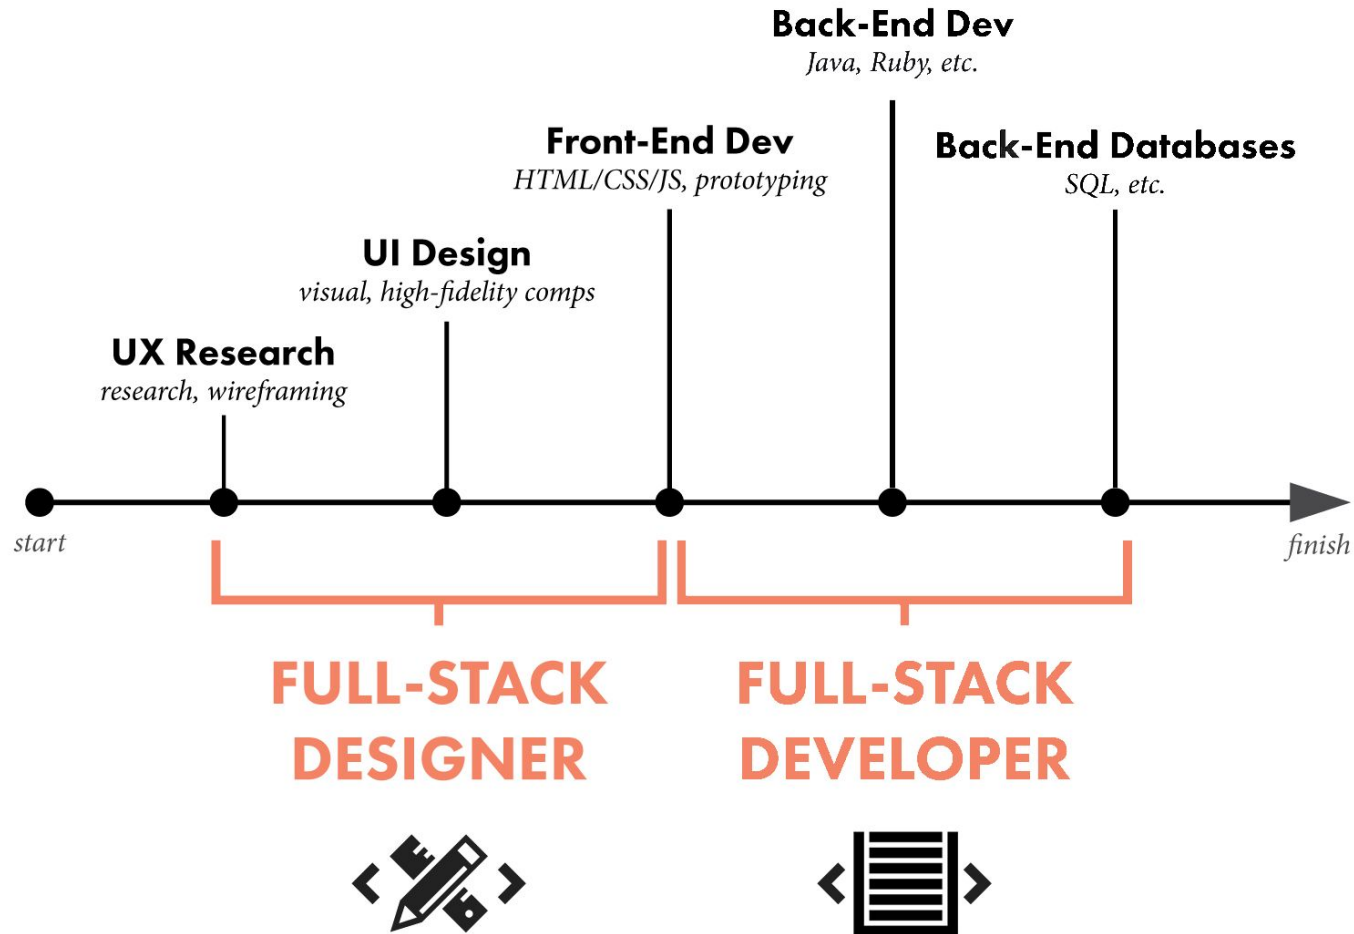 Back-End Dev
Java, Ruby, etc.
Front-End Dev
HTML/CSS/JS, prototyping
Back-End Databases
SQL, etc.
UI Design
visual, high-fidelity comps
UX Research
research, wireframing
start
finish
FULL-STACK
DESIGNER
FULL-STACK
DEVELOPER